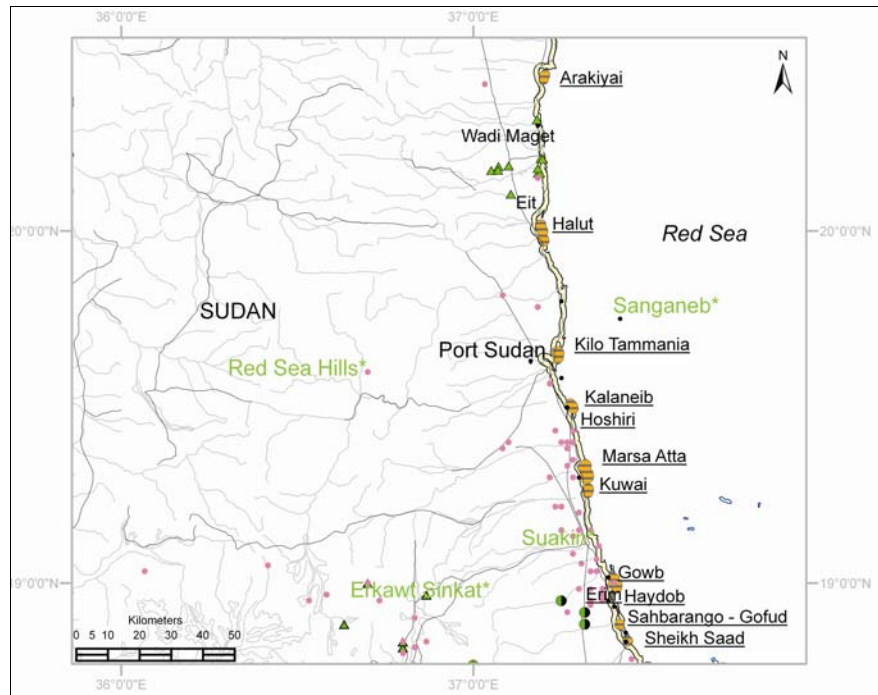 36°0'0"E
37°0'0"E
N
Arakiyai
Wadi Maget
Eit
Halut
20°0'0"N
20°0'0"N
Red Sea
Sanganeb*
SUDAN
Port Sudan
Kilo Tammania
Red Sea Hills*
Kalaneib
Hoshiri
Marsa Atta
Kuwai
Suakin
Gowb
19°0'0"N
19°0'0"N
Erkawt Sinkat*
Erim
Haydob
Sahbarango - Gofud
Sheikh Saad
Kilometers
0 5 10 20 30 40 50
36°0'0"E
37°0'0"E